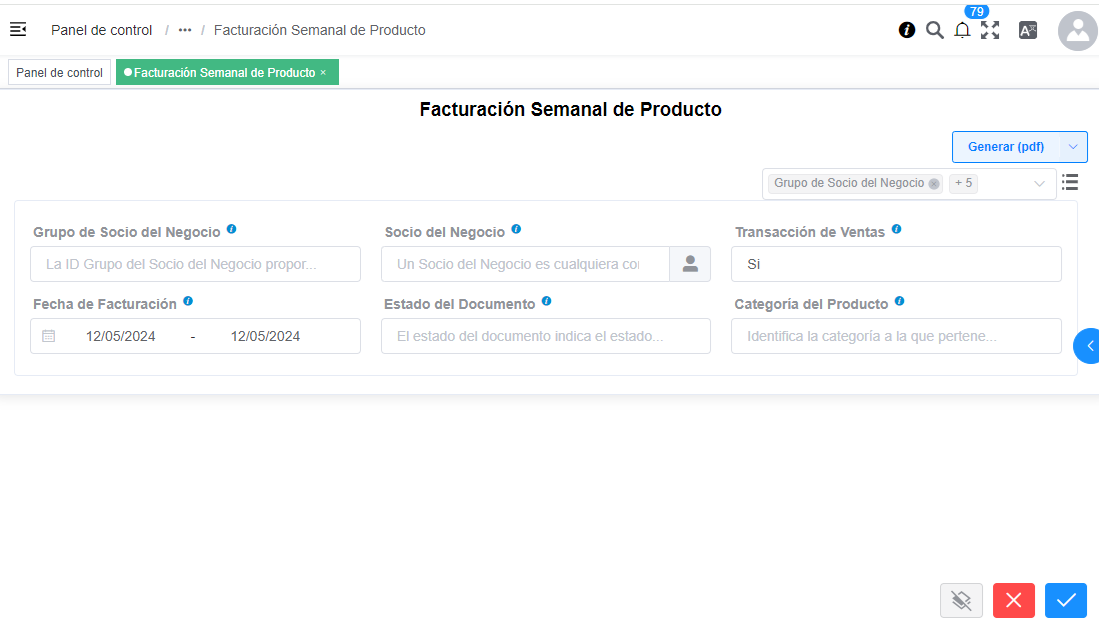 79
Panel de control / ••• / Facturación Semanal de Producto
Panel de control
Facturación Semanal de Producto ×
Facturación Semanal de Producto
Generar (pdf)
Grupo de Socio del Negocio + 5
Grupo de Socio del Negocio Socio del Negocio Transacción de Ventas
La ID Grupo del Socio del Negocio propor... Un Socio del Negocio es cualquiera co Si
Fecha de Facturación Estado del Documento Categoría del Producto
12/05/2024 - 12/05/2024 El estado del documento indica el estado... Identifica la categoría a la que pertene...